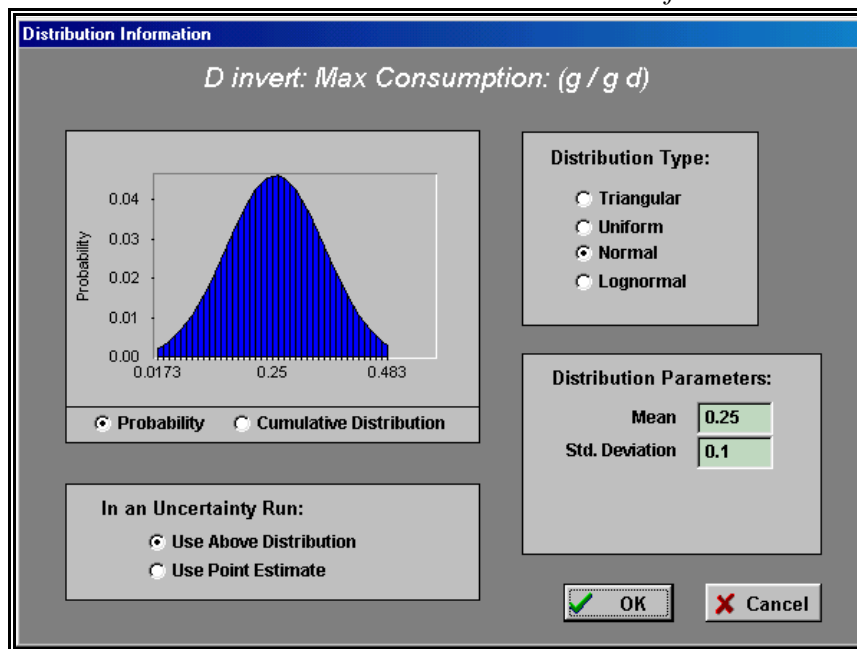 Distribution Information
D invert: Max Consumption: (g / g d)
Probability
0.04
0.03
0.02
0.01
0.00
0.0173 0.25 0.483
Probability Cumulative Distribution
In an Uncertainty Run:
Use Above Distribution
Use Point Estimate
Distribution Type:
Triangular
Uniform
Normal
Lognormal
Distribution Parameters:
Mean 0.25
Std. Deviation 0.1
OK Cancel